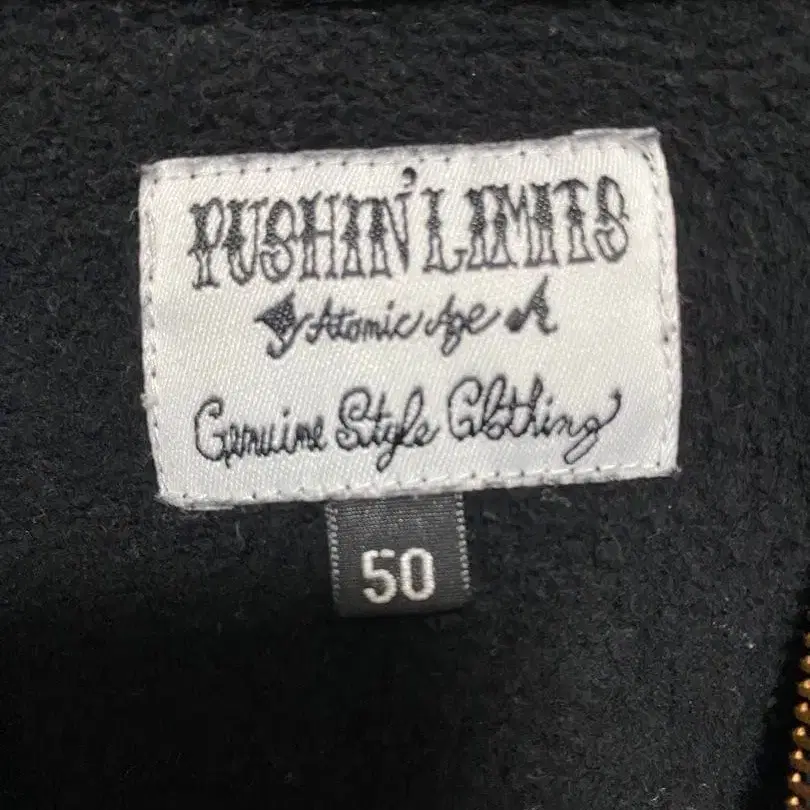 PUSHIN' LIMITS
Atomic Age
Genuine Style Clothing
50